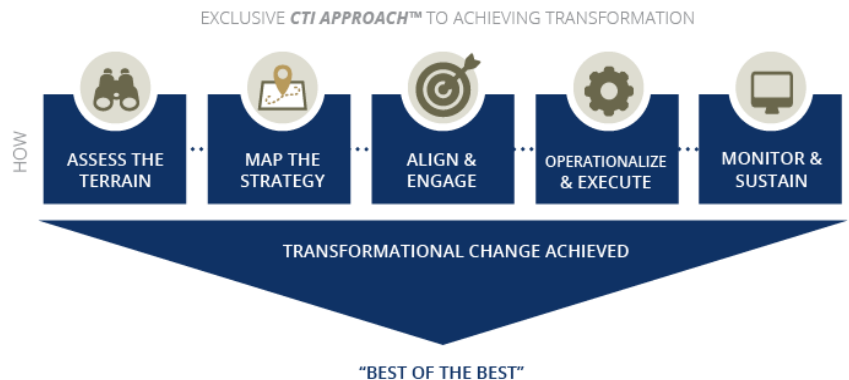 EXCLUSIVE CTI APPROACH™ TO ACHIEVING TRANSFORMATION
HOW
ASSESS THE
TERRAIN
MAP THE
STRATEGY
ALIGN &
ENGAGE
OPERATIONALIZE
& EXECUTE
MONITOR &
SUSTAIN
TRANSFORMATIONAL CHANGE ACHIEVED
“BEST OF THE BEST”